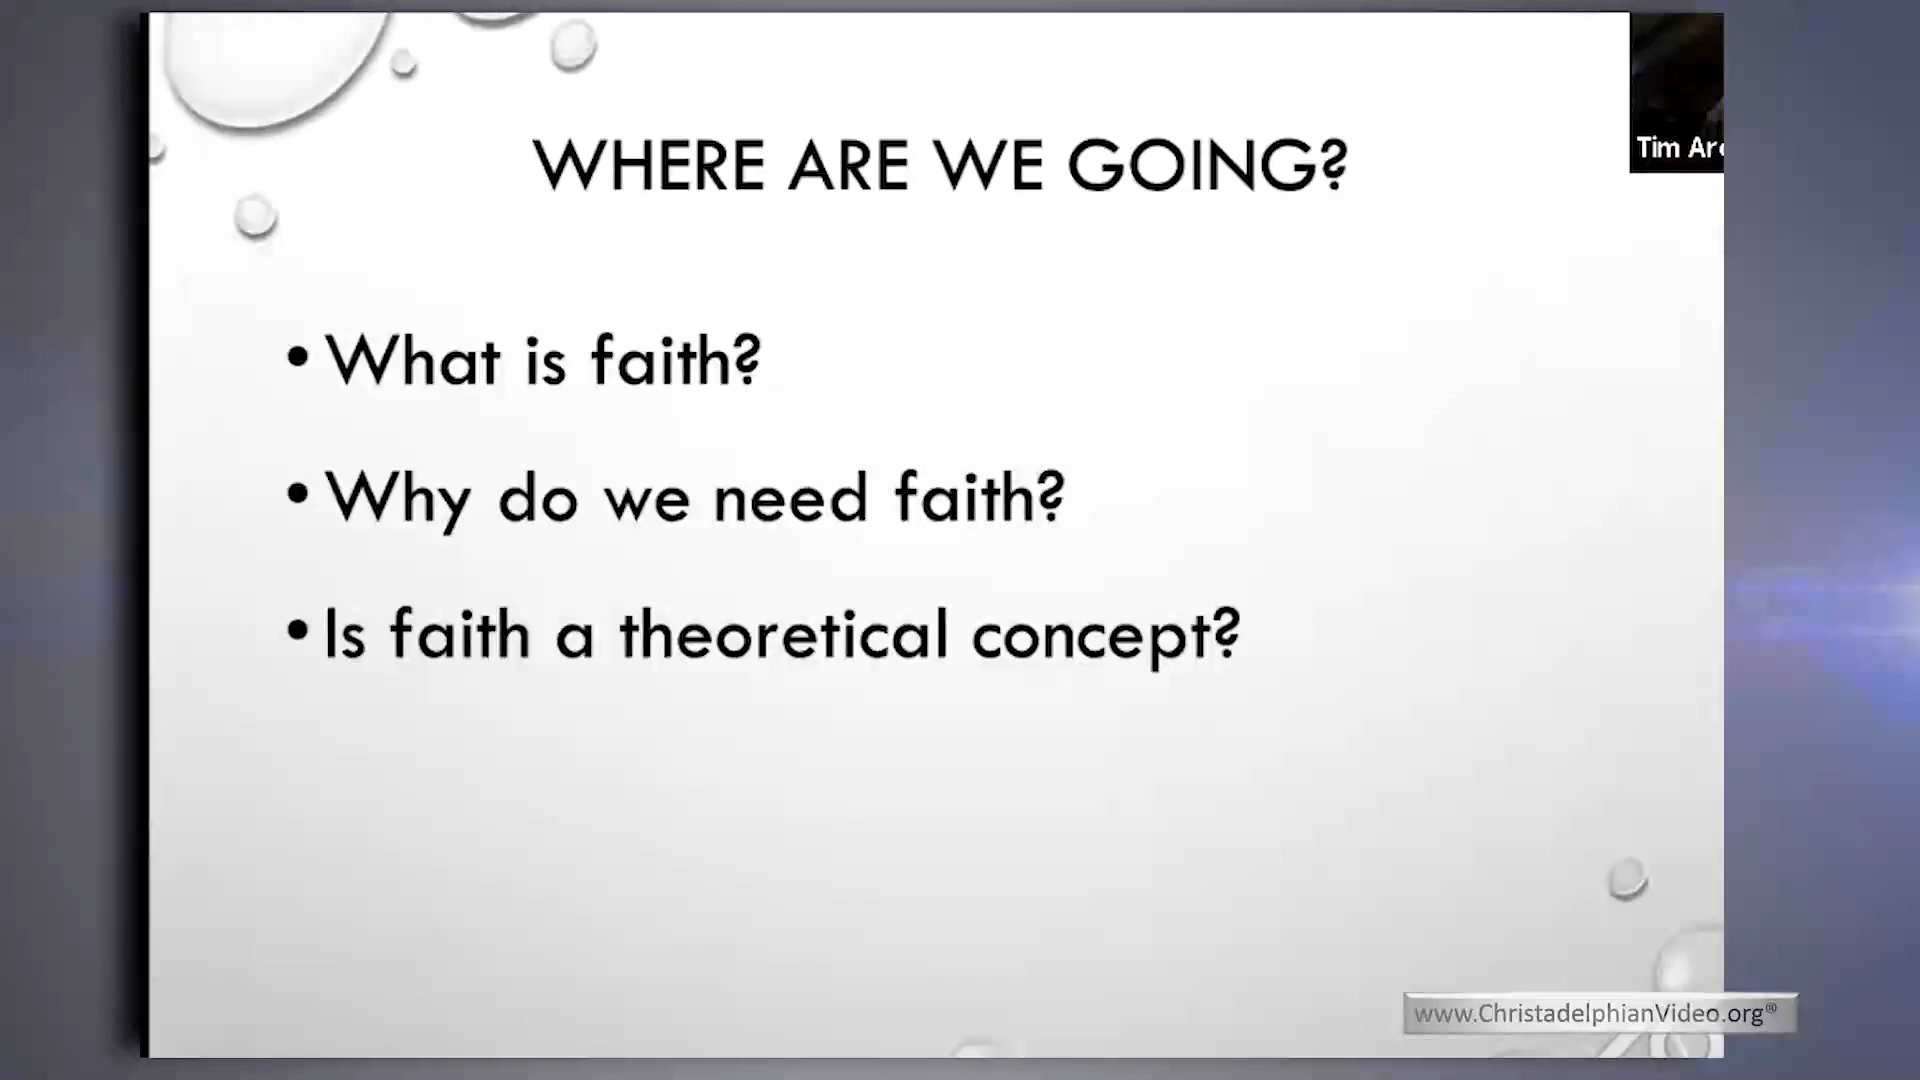 WHERE ARE WE GOING?
Tim
• What is faith?
• Why do we need faith?
• Is faith a theoretical concept?
www.ChristadelphianVideo.org®